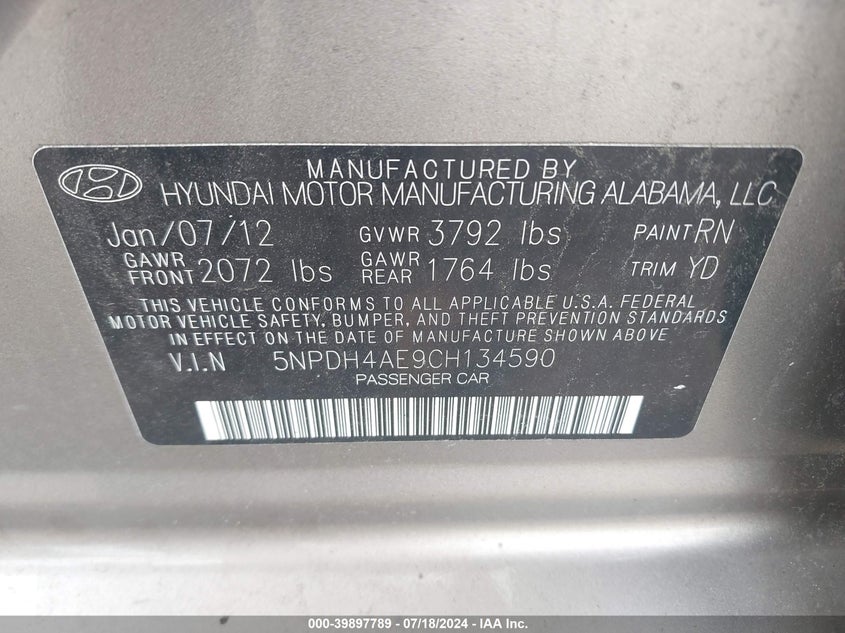 MANUFACTURED BY
HYUNDAI MOTOR MANUFACTURING ALABAMA, LLC
Jan/07/12 GVWR 3792 lbs PAINT RN
GAWR FRONT 2072 lbs GAWR REAR 1764 lbs TRIM YD
THIS VEHICLE CONFORMS TO ALL APPLICABLE U.S.A. FEDERAL
MOTOR VEHICLE SAFETY, BUMPER, AND THEFT PREVENTION STANDARDS
IN EFFECT ON THE DATE OF MANUFACTURE SHOWN ABOVE
V.I.N 5NPDH4AE9CH134590
PASSENGER CAR
000-39897789 - 07/18/2024 - IAA Inc.